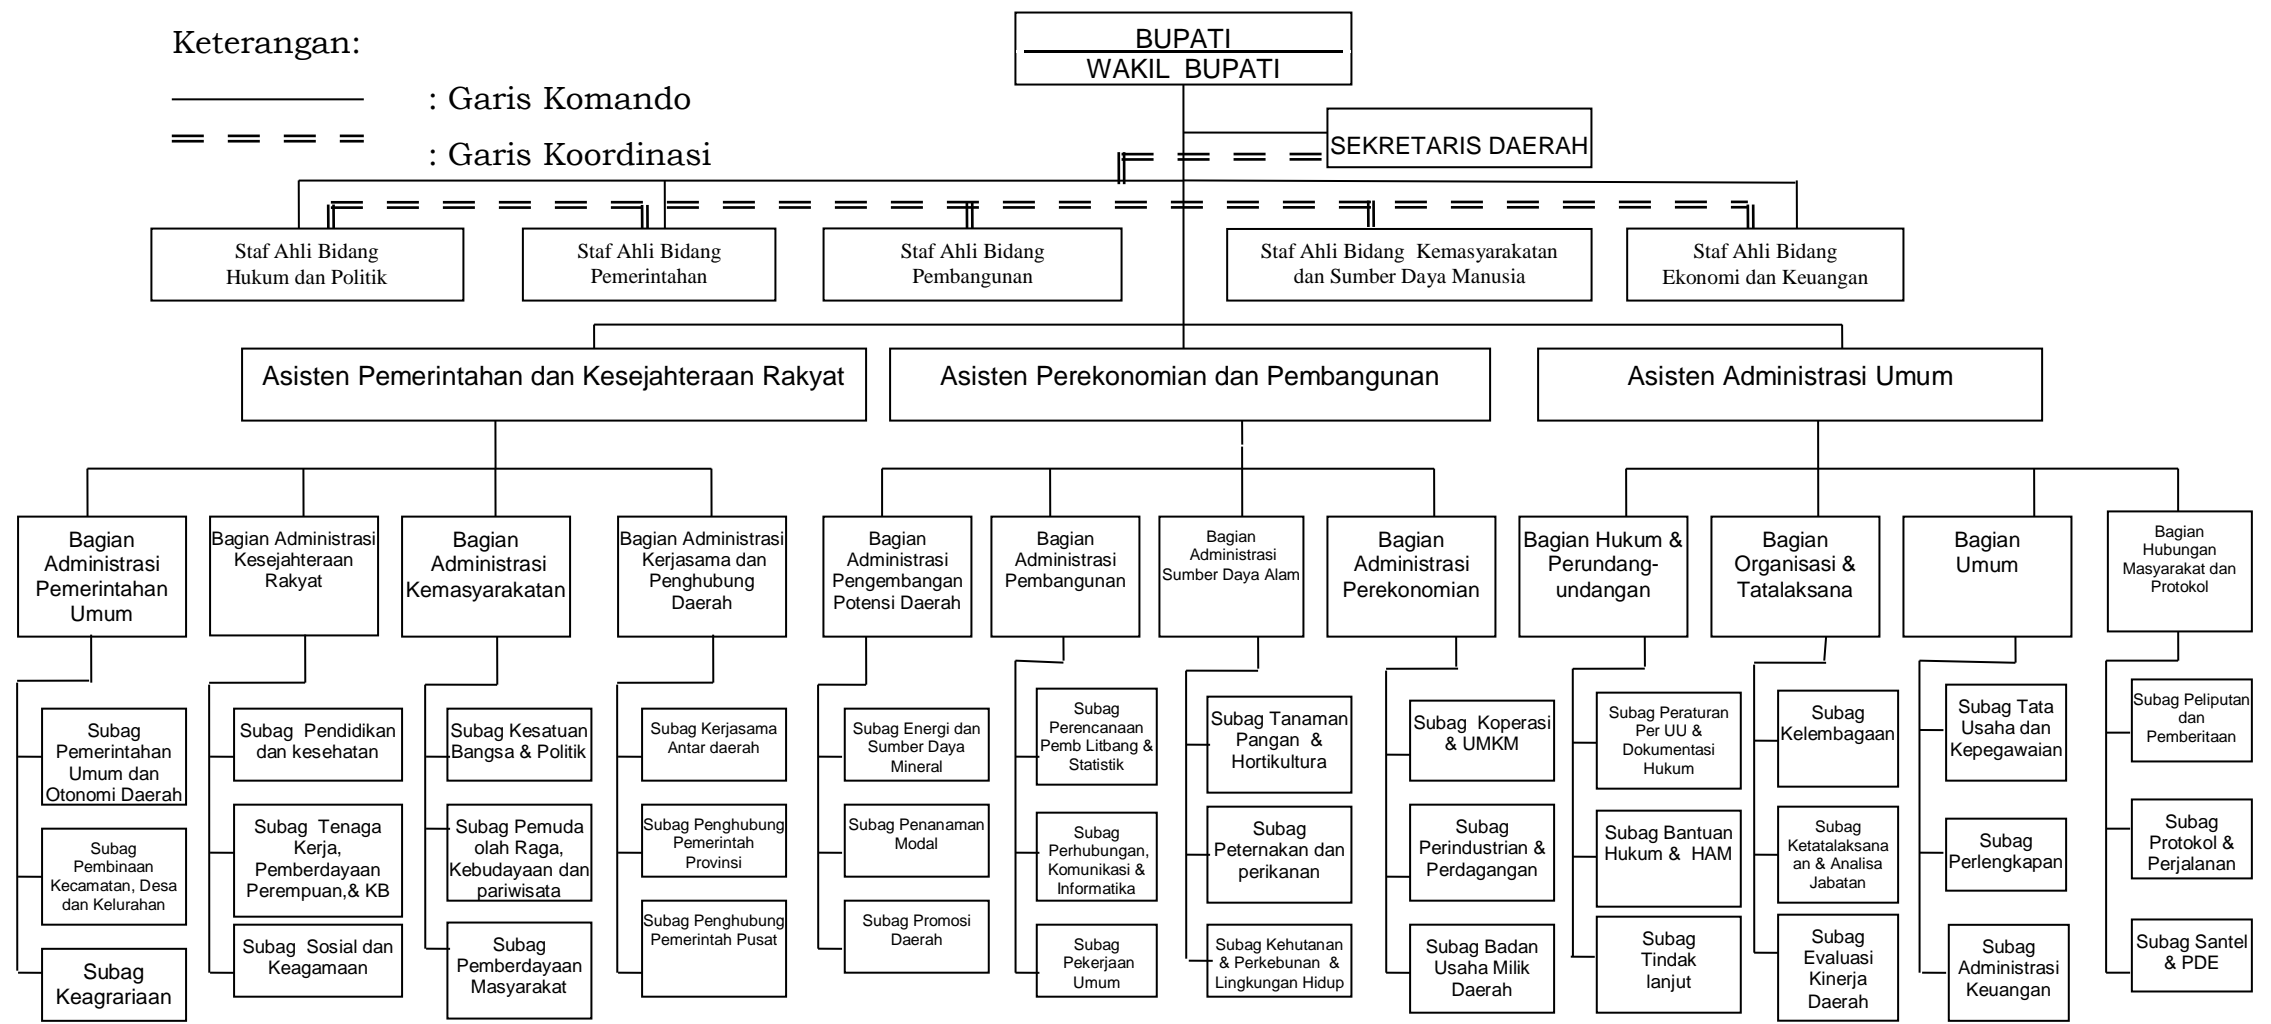 Keterangan:
: Garis Komando
: Garis Koordinasi
BUPATI
WAKIL BUPATI
SEKRETARIS DAERAH
Staf Ahli Bidang
Hukum dan Politik
Staf Ahli Bidang
Pemerintahan
Staf Ahli Bidang
Pembangunan
Staf Ahli Bidang Kemasyarakatan
dan Sumber Daya Manusia
Staf Ahli Bidang
Ekonomi dan Keuangan
Asisten Pemerintahan dan Kesejahteraan Rakyat
Asisten Perekonomian dan Pembangunan
Asisten Administrasi Umum
Bagian
Administrasi
Pemerintahan
Umum
Bagian Administrasi
Kesejahteraan
Rakyat
Bagian
Administrasi
Kemasyarakatan
Bagian Administrasi
Kerjasama dan
Penghubung
Daerah
Bagian
Administrasi
Pengembangan
Potensi Daerah
Bagian
Administrasi
Pembangunan
Bagian
Administrasi
Sumber Daya Alam
Bagian
Administrasi
Perekonomian
Bagian Hukum &
Perundang-
undangan
Bagian
Organisasi &
Tatalaksana
Bagian
Umum
Bagian
Hubungan
Masyarakat dan
Protokol
Subag
Pemerintahan
Umum dan
Otonomi Daerah
Subag
Pembinaan
Kecamatan, Desa
dan Kelurahan
Subag
Keagrariaan
Subag Pendidikan
dan kesehatan
Subag Tenaga
Kerja,
Pemberdayaan
Perempuan,& KB
Subag Sosial dan
Keagamaan
Subag Kesatuan
Bangsa & Politik
Subag Pemuda
olah Raga,
Kebudayaan dan
pariwisata
Subag
Pemberdayaan
Masyarakat
Subag Kerjasama
Antar daerah
Subag Penghubung
Pemerintah
Provinsi
Subag Penghubung
Pemerintah Pusat
Subag Energi dan
Sumber Daya
Mineral
Subag Penanaman
Modal
Subag Promosi
Daerah
Subag
Perencanaan
Pemb Litbang &
Statistik
Subag
Perhubungan,
Komunikasi &
Informatika
Subag
Pekerjaan
Umum
Subag Tanaman
Pangan &
Hortikultura
Subag
Peternakan dan
perikanan
Subag Kehutanan
& Perkebunan &
Lingkungan Hidup
Subag Koperasi
& UMKM
Subag
Perindustrian &
Perdagangan
Subag Badan
Usaha Milik
Daerah
Subag Peraturan
Per UU &
Dokumentasi
Hukum
Subag Bantuan
Hukum & HAM
Subag
Tindak
lanjut
Subag
Kelembagaan
Subag
Ketatalaksana
an & Analisa
Jabatan
Subag
Evaluasi
Kinerja
Daerah
Subag Tata
Usaha dan
Kepegawaian
Subag
Perlengkapan
Subag
Administrasi
Keuangan
Subag Peliputan
dan
Pemberitaan
Subag
Protokol &
Perjalanan
Subag Santel
& PDE